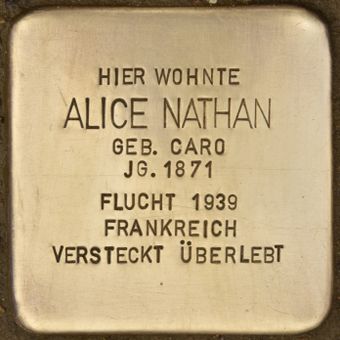 HIER WOHNTE
ALICE NATHAN
GEB. CARO
JG. 1871
FLUCHT 1939
FRANKREICH
VERSTECKT ÜBERLEBT